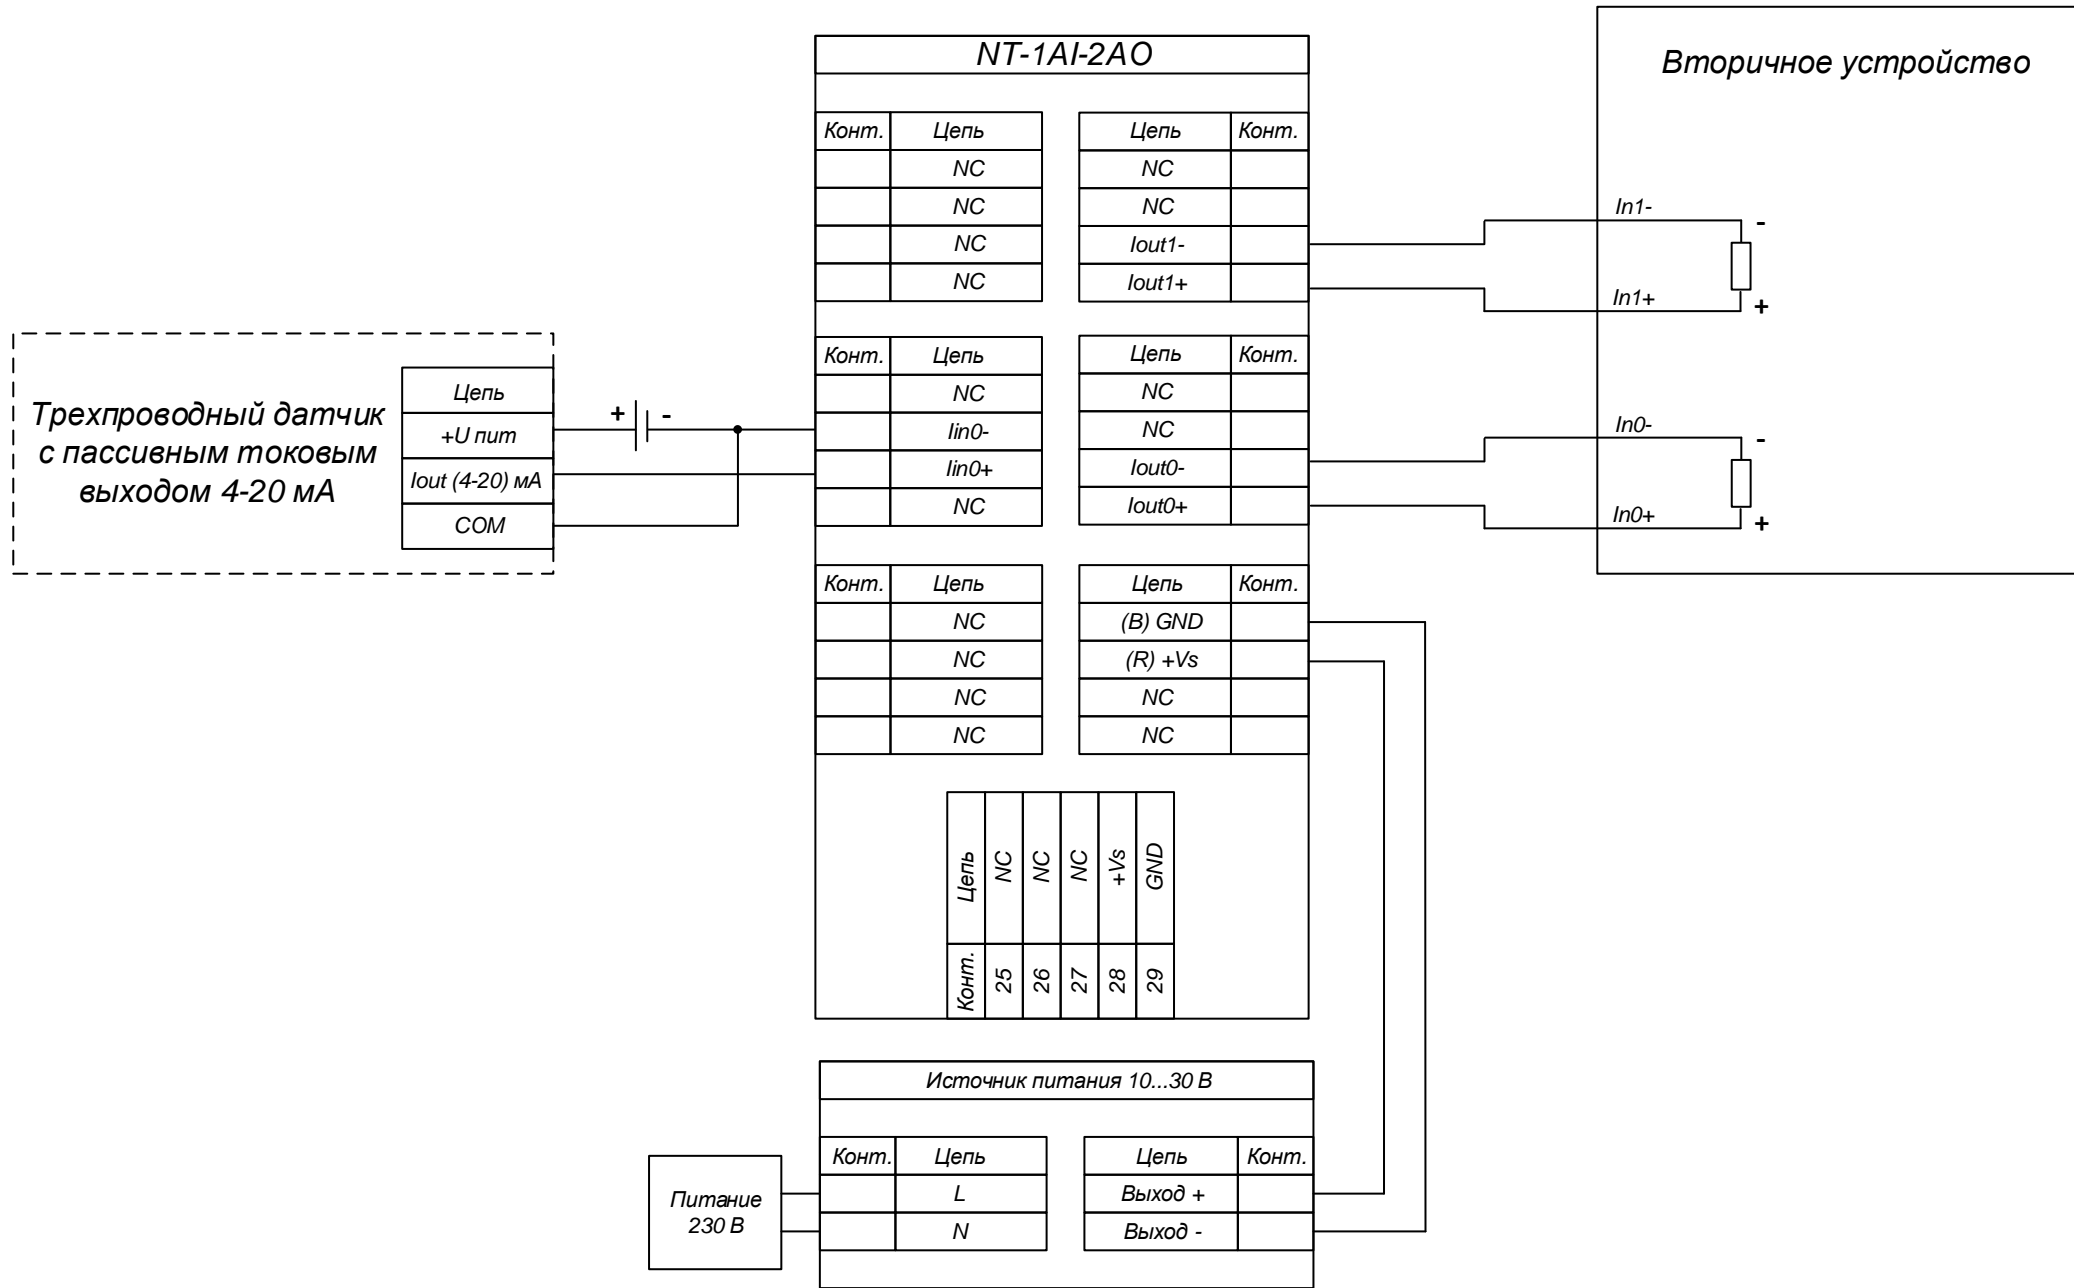 NT-1AI-2AO
Вторичное устройство
Конт. Цепь
NC
NC
NC
NC
Цепь Конт.
NC
NC
Iout1-
Iout1+
In1-
-
In1+
+
Трехпроводный датчик
с пассивным токовым
выходом 4-20 мА
Цепь
+U пит
Iout (4-20) мА
COM
+ -
Конт. Цепь
NC
Iin0-
Iin0+
NC
Цепь Конт.
NC
NC
Iout0-
Iout0+
In0-
-
In0+
+
Конт. Цепь
NC
NC
NC
NC
Цепь Конт.
(B) GND
(R) +Vs
NC
NC
Цепь NC NC NC +Vs GND
Конт. 25 26 27 28 29
Источник питания 10...30 В
Питание
230 В
Конт. Цепь
L
N
Цепь Конт.
Выход +
Выход -